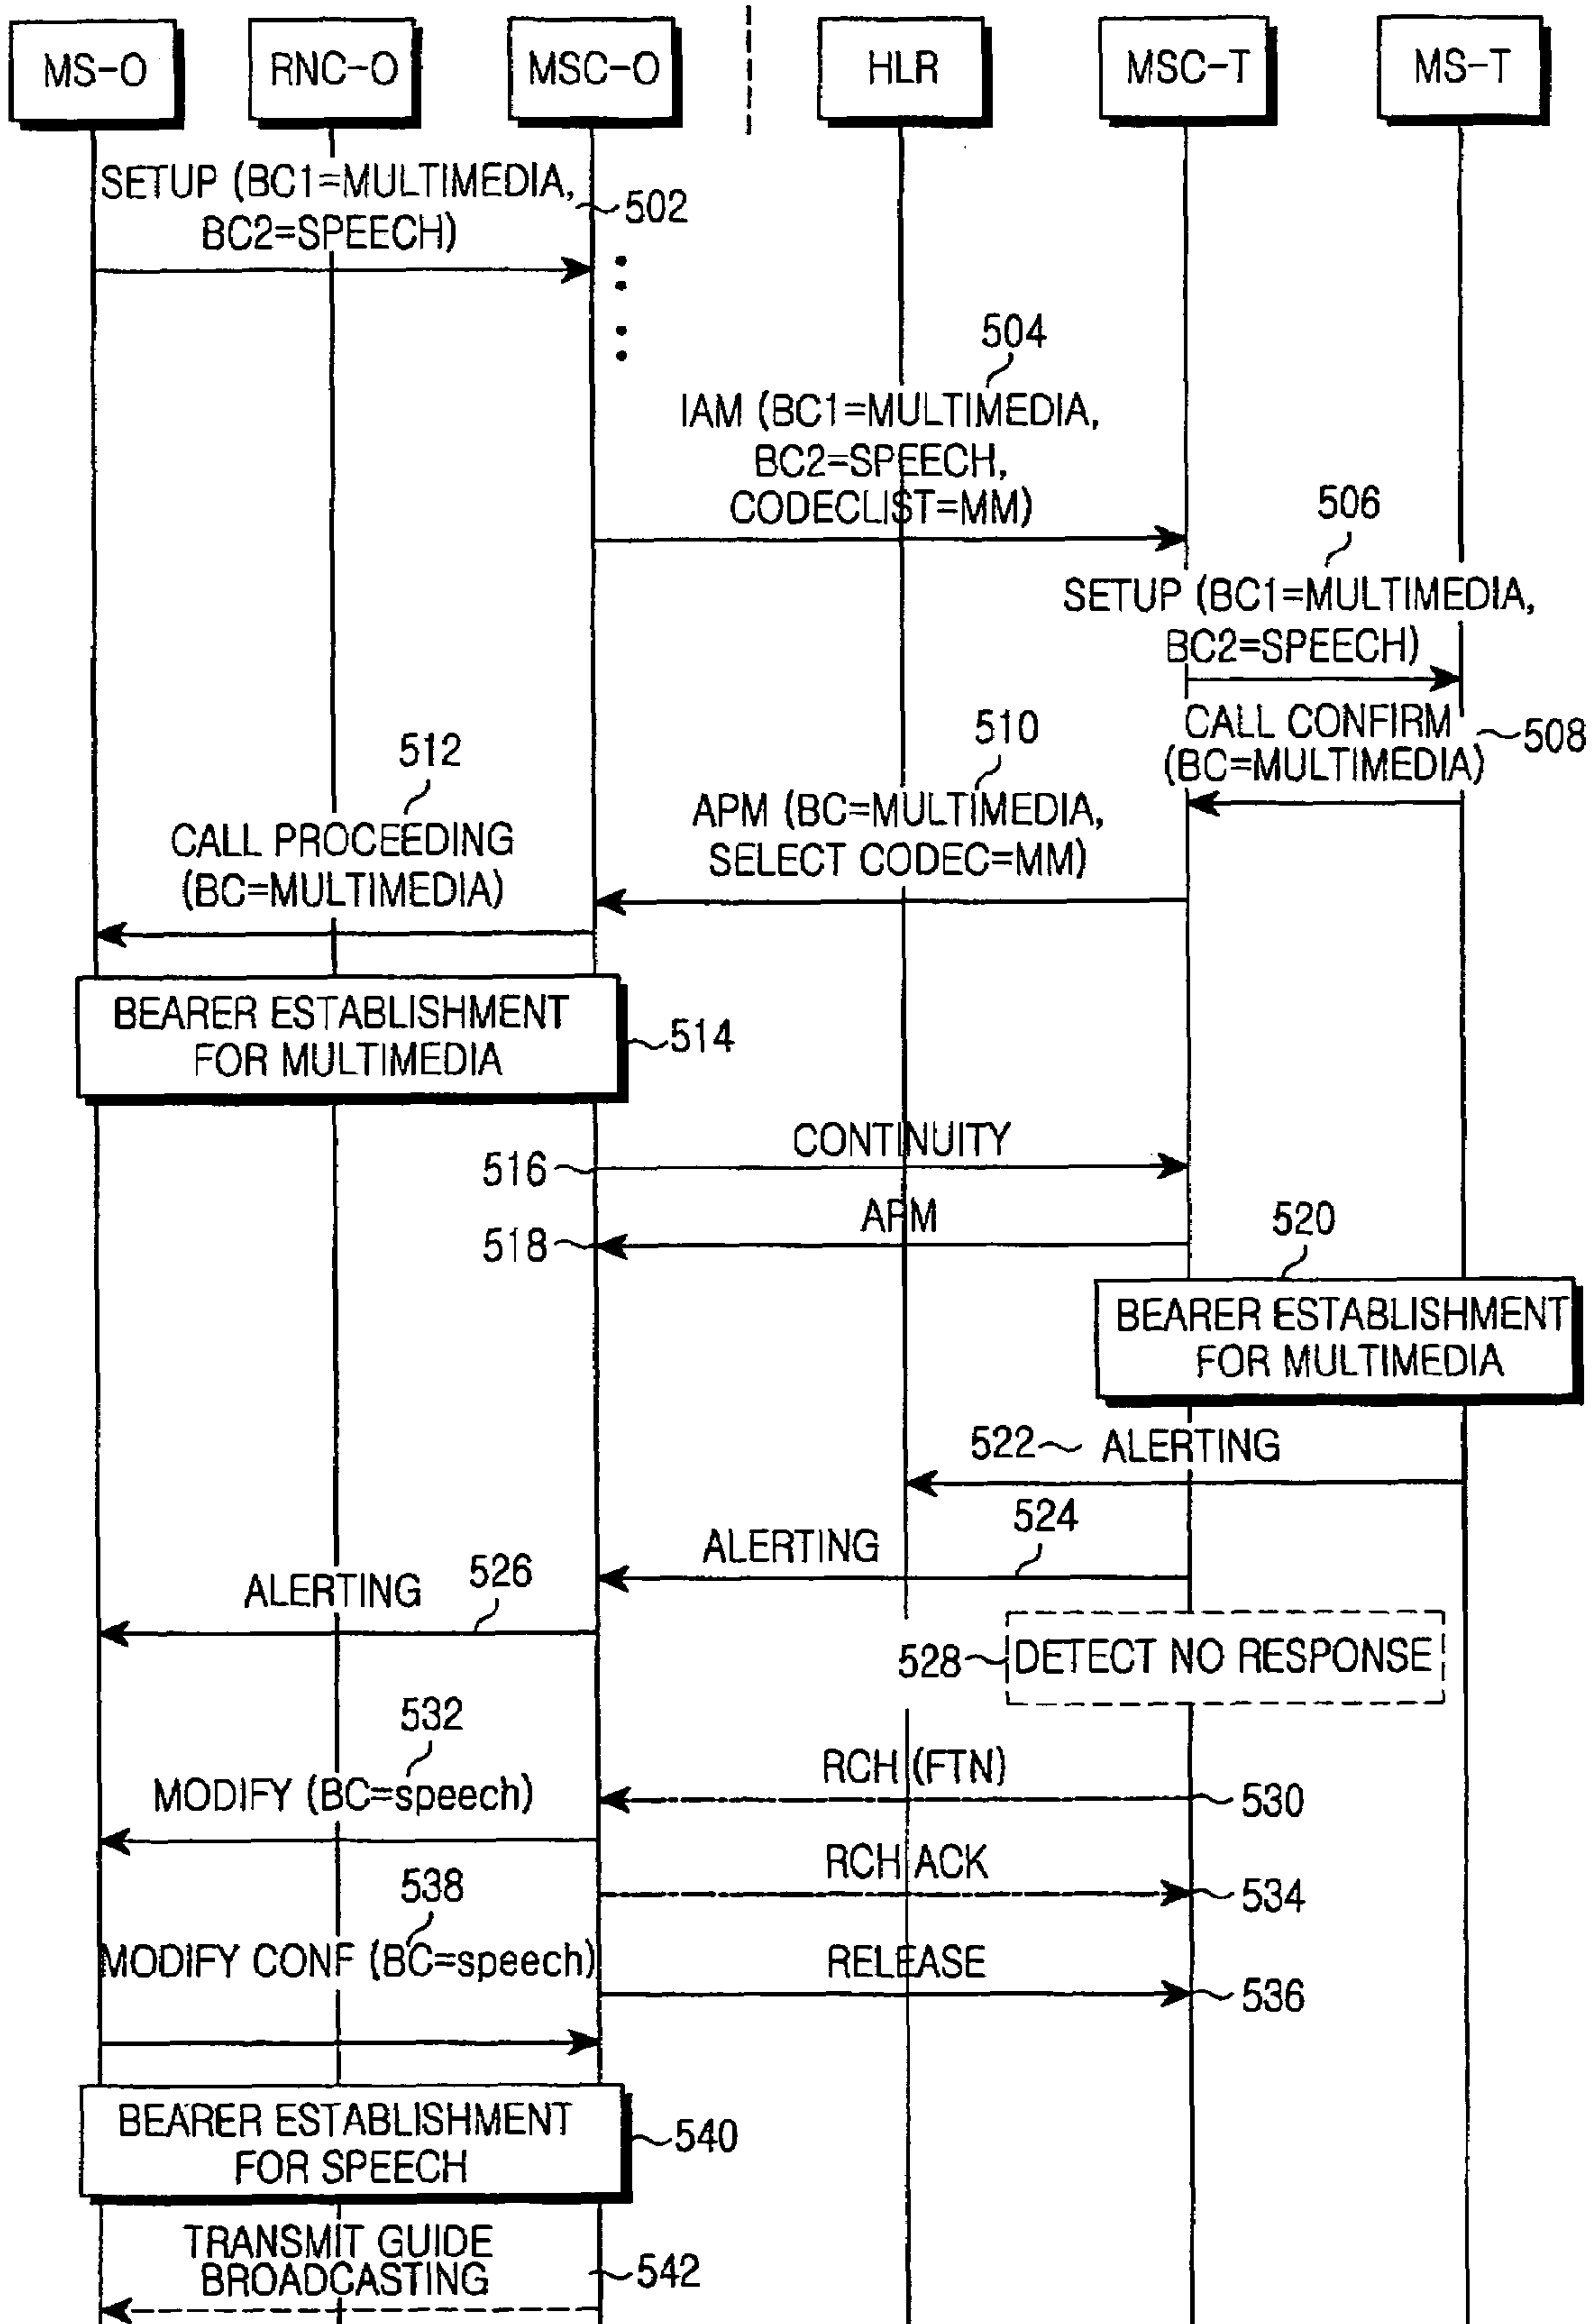 MS-O
RNC-O
MSC-O
HLR
MSC-T
MS-T
SETUP (BC1=MULTIMEDIA,
BC2=SPEECH)
502
504
IAM (BC1=MULTIMEDIA,
BC2=SPEECH,
CODECLIST=MM)
506
SETUP (BC1=MULTIMEDIA,
BC2=SPEECH)
CALL CONFIRM
(BC=MULTIMEDIA)
508
510
APM (BC=MULTIMEDIA,
SELECT CODEC=MM)
512
CALL PROCEEDING
(BC=MULTIMEDIA)
BEARER ESTABLISHMENT
FOR MULTIMEDIA
514
CONTINUITY
516
APM
518
520
BEARER ESTABLISHMENT
FOR MULTIMEDIA
522
ALERTING
524
ALERTING
526
ALERTING
528
DETECT NO RESPONSE
RCH (FTN)
530
532
MODIFY (BC=speech)
RCH ACK
534
538
MODIFY CONF (BC=speech)
RELEASE
536
BEARER ESTABLISHMENT
FOR SPEECH
540
TRANSMIT GUIDE
BROADCASTING
542